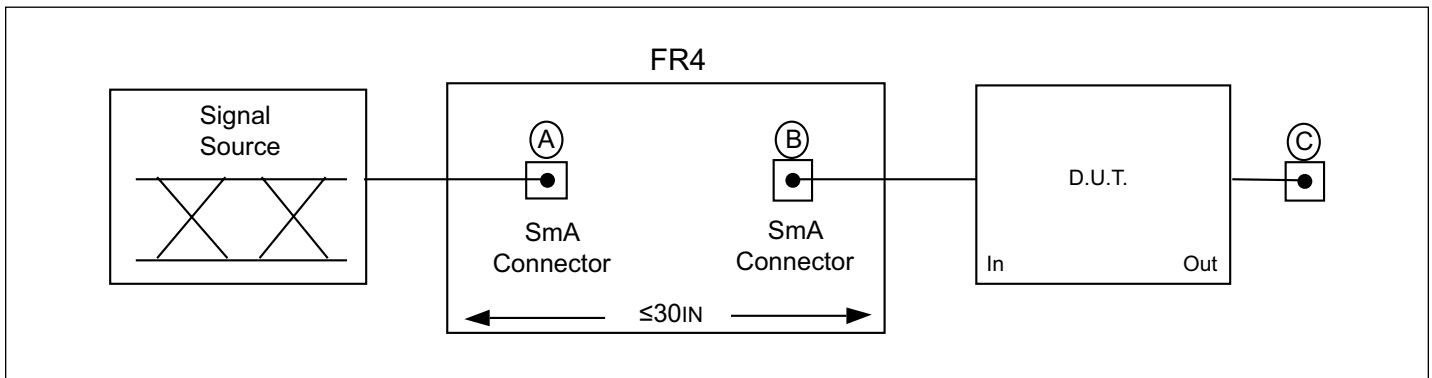 FR4
Signal
Source
A
SmA
Connector
B
SmA
Connector
≤30IN
D.U.T.
In
Out
C